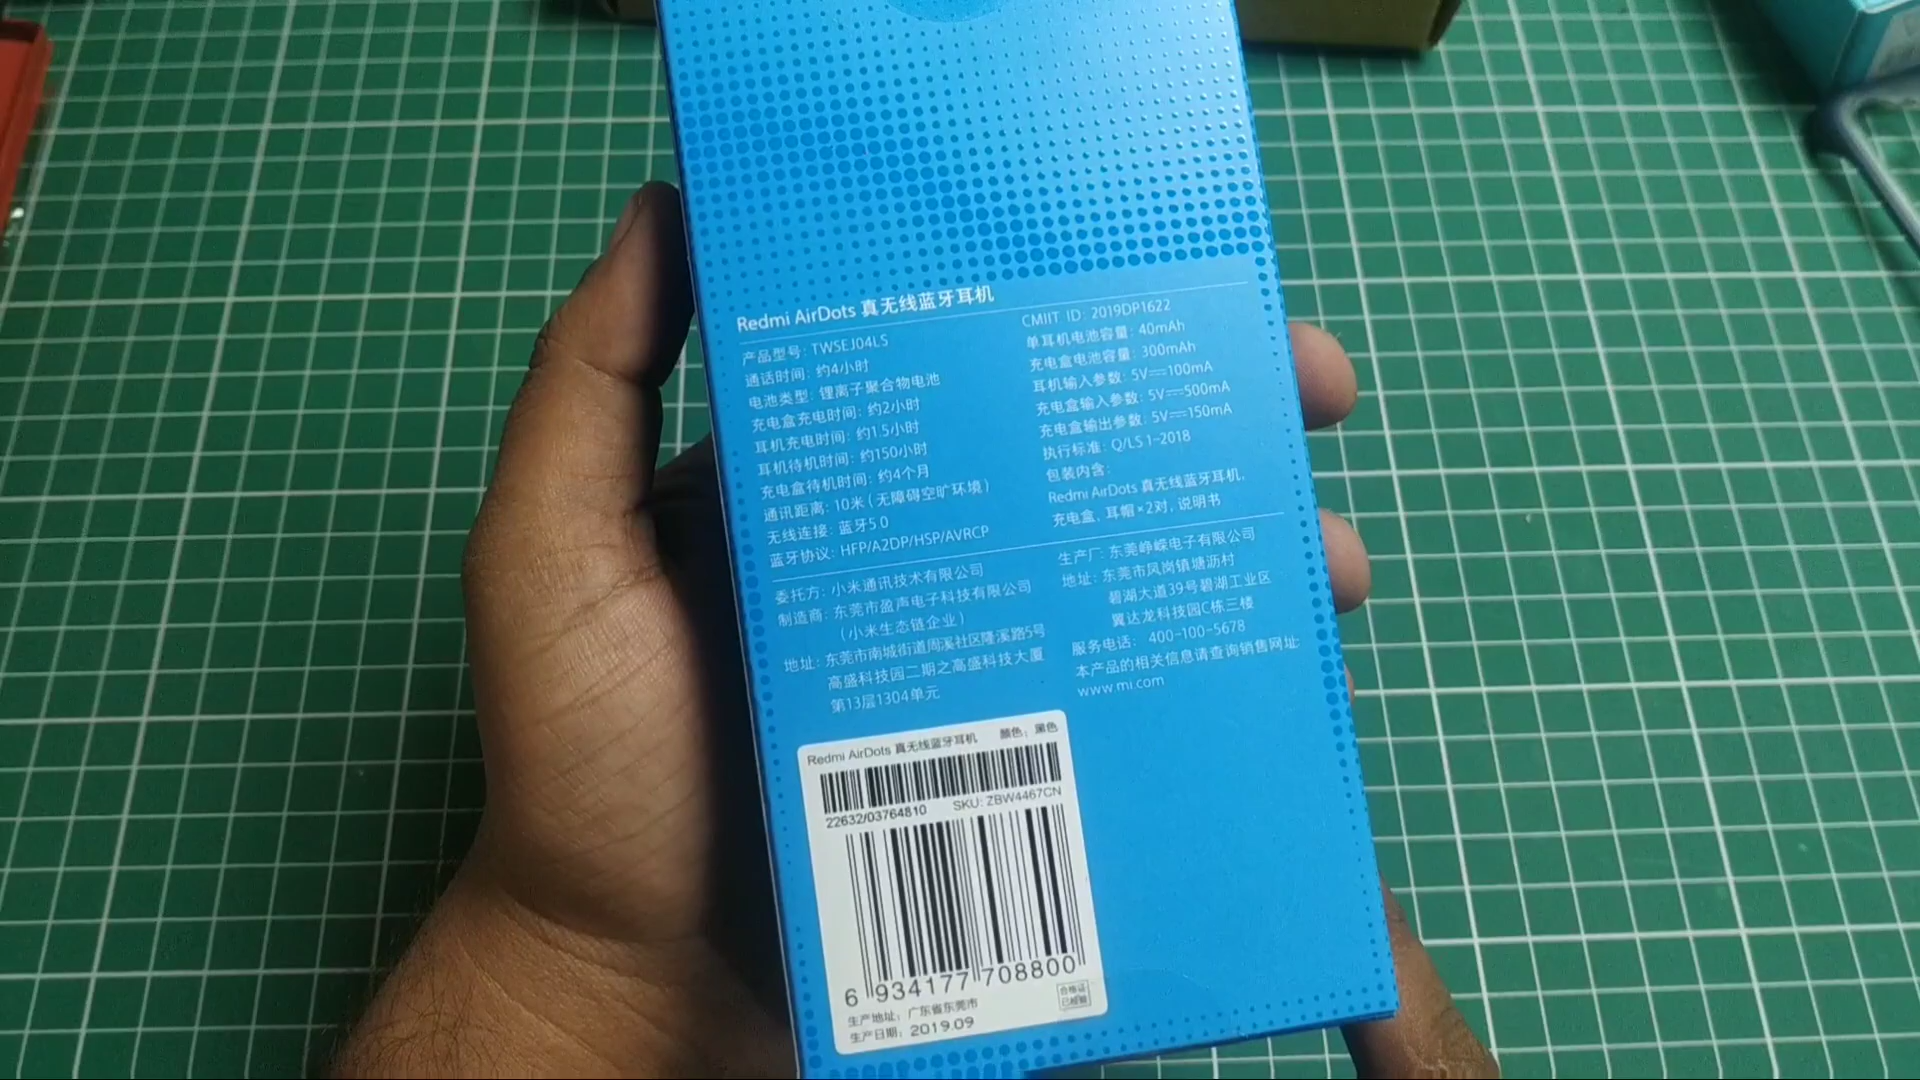 Redmi AirDots 真无线蓝牙耳机
产品型号: TWSEJ04LS
通话时间: 约4小时
电池类型: 锂离子聚合物电池
充电盒充电时间: 约2小时
耳机充电时间: 约1.5小时
耳机待机时间: 约150小时
充电盒待机时间: 约4个月
通讯距离: 10米 (无障碍空旷环境)
无线连接: 蓝牙5.0
蓝牙协议: HFP/A2DP/HSP/AVRCP
CMIIT ID: 2019DP1622
单耳机电池容量: 40mAh
充电盒电池容量: 300mAh
耳机输入参数: 5V⎓100mA
充电盒输入参数: 5V⎓500mA
充电盒输出参数: 5V⎓150mA
执行标准: Q/LS 1-2018
包装内含:
Redmi AirDots 真无线蓝牙耳机,
充电盒、耳帽×2对, 说明书
委托方: 小米通讯技术有限公司
制造商: 东莞市盈声电子科技有限公司
(小米生态链企业)
地址: 东莞市南城街道周溪社区隆溪路5号
高盛科技园二期之高盛科技大厦
第13层1304单元
生产厂: 东莞峥嵘电子有限公司
地址: 东莞市凤岗镇塘沥村
碧湖大道39号碧湖工业区
翼达龙科技园C栋三楼
服务电话: 400-100-5678
本产品的相关信息请查询销售网址:
www.mi.com
Redmi AirDots 真无线蓝牙耳机 颜色: 黑色
22632/03764810 SKU: ZBW4467CN
6 934177 708800
生产地址: 广东省东莞市
生产日期: 2019.09
合格证
已检验